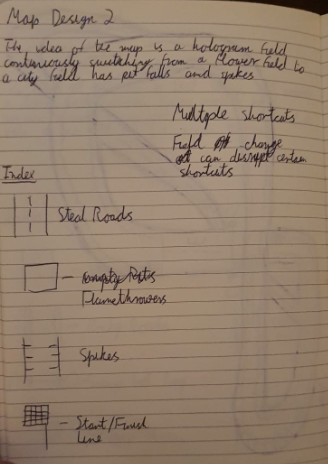 Map Design 2
The idea of the map is a hologram field
continuously switching from a flower field to
a city field has pit falls and spikes
Multiple shortcuts
Field change
can disrupt certain
shortcuts
Index
Steal Roads
Flamethrowers
Spikes
Start/Finish
Line